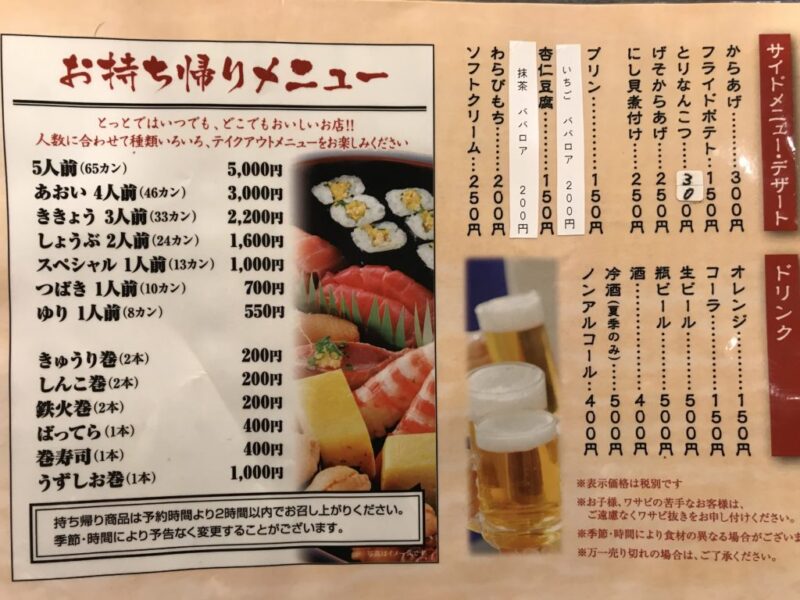 お持ち帰りメニュー
とっとではいつでも、どこでもおいしいお店!!
人数に合わせて種類いろいろ、テイクアウトメニューをお楽しみください
5人前(65カン) 5,000円
あおい 4人前(46カン) 3,000円
ききょう 3人前(33カン) 2,200円
しょうぶ 2人前(24カン) 1,600円
スペシャル 1人前(13カン) 1,000円
つばき 1人前(10カン) 700円
ゆり 1人前(8カン) 550円
きゅうり巻(2本) 200円
しんこ巻(2本) 200円
鉄火巻(2本) 200円
ばってら(1本) 400円
巻寿司(1本) 400円
うずしお巻(1本) 1,000円
持ち帰り商品は予約時間より2時間以内でお召し上がりください。
季節・時間により予告なく変更することがございます。
写真はイメージです
サイドメニュー・デザート
からあげ…………300円
フライドポテト…150円
とりなんこつ……300円
げそからあげ……250円
にし貝煮付け……250円
プリン……………150円
いちご ババロア 200円
杏仁豆腐…………150円
抹茶 ババロア 200円
わらびもち………200円
ソフトクリーム…250円
ドリンク
オレンジ…………150円
コーラ……………150円
生ビール…………500円
瓶ビール…………500円
酒…………………400円
冷酒(夏季のみ)…500円
ノンアルコール…400円
※表示価格は税別です
※お子様、ワサビの苦手なお客様は、
ご遠慮なくワサビ抜きをお申し付けください。
※季節・時間により食材の異なる場合がござい
※万一売り切れの場合は、ご了承ください。